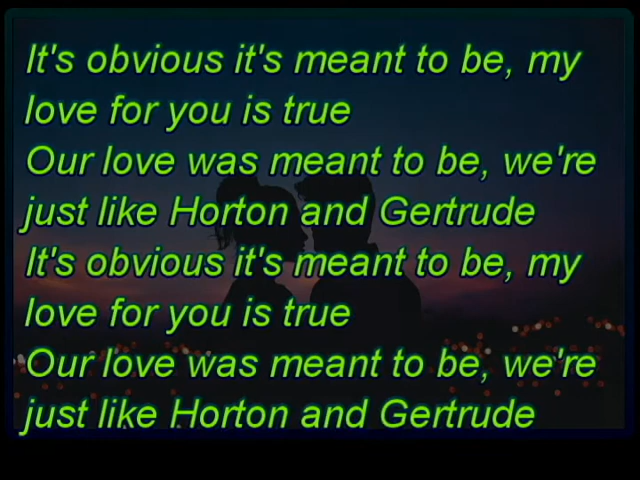 It's obvious it's meant to be, my
love for you is true
Our love was meant to be, we're
just like Horton and Gertrude
It's obvious it's meant to be, my
love for you is true
Our love was meant to be, we're
just like Horton and Gertrude